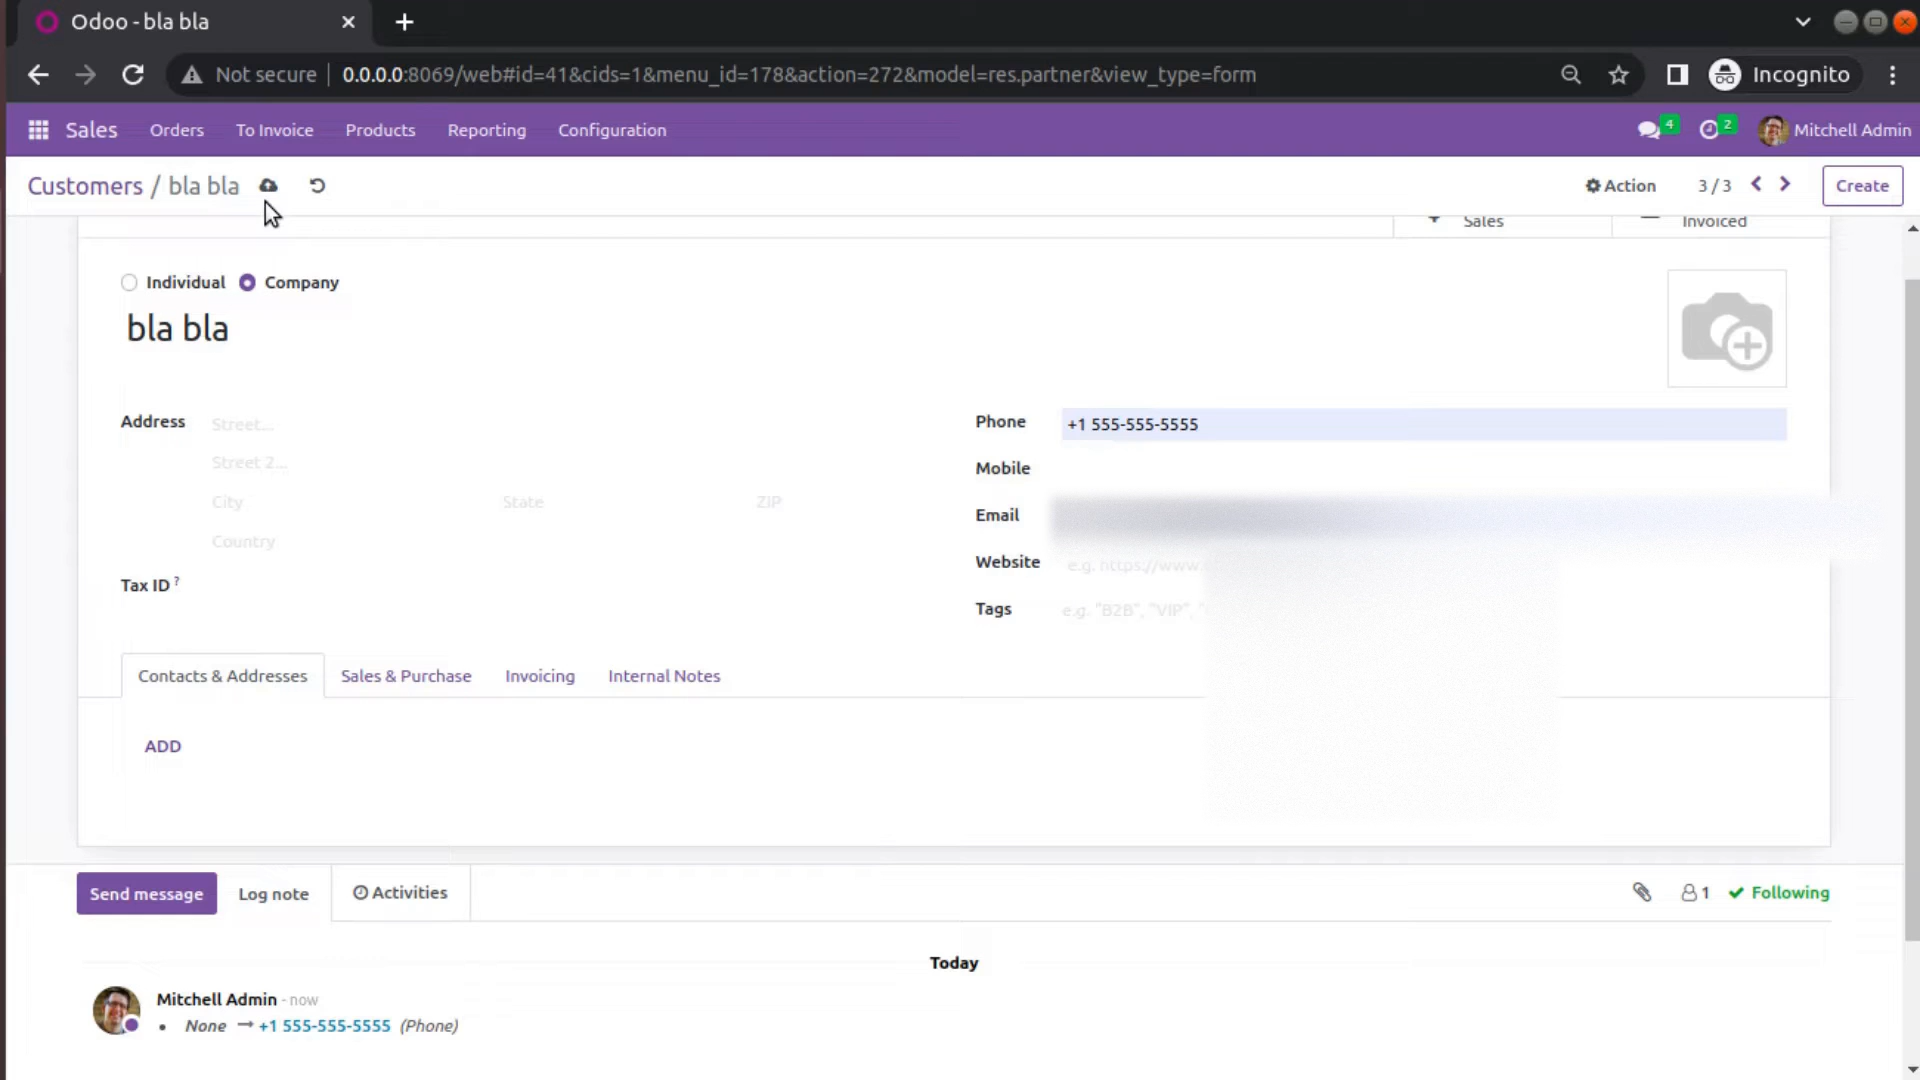 Odoo - bla bla
Not secure 0.0.0.0:8069/web#id=41&cids=1&menu_id=178&action=272&model=res.partner&view_type=form Incognito
Sales Orders To Invoice Products Reporting Configuration 4 2 Mitchell Admin
Customers / bla bla Action 3 / 3 Create
Sales Invoiced
Individual Company
bla bla
Address Street... Phone +1 555-555-5555
Street 2... Mobile
City State ZIP
Email
Country
Website e.g. https://www.
Tax ID ?
Tags e.g. "B2B", "VIP", "
Contacts & Addresses Sales & Purchase Invoicing Internal Notes
ADD
Send message Log note Activities 1 Following
Today
Mitchell Admin - now
• None → +1 555-555-5555 (Phone)